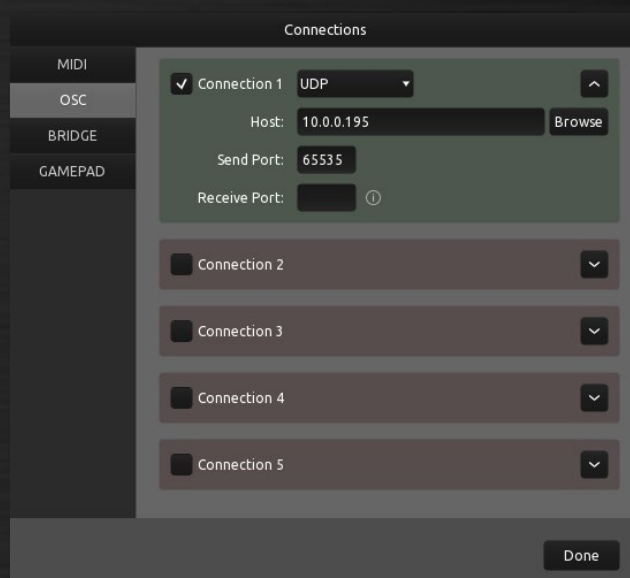 Connections
MIDI
OSC
BRIDGE
GAMEPAD
Connection 1 UDP
Host: 10.0.0.195 Browse
Send Port: 65535
Receive Port:
Connection 2
Connection 3
Connection 4
Connection 5
Done